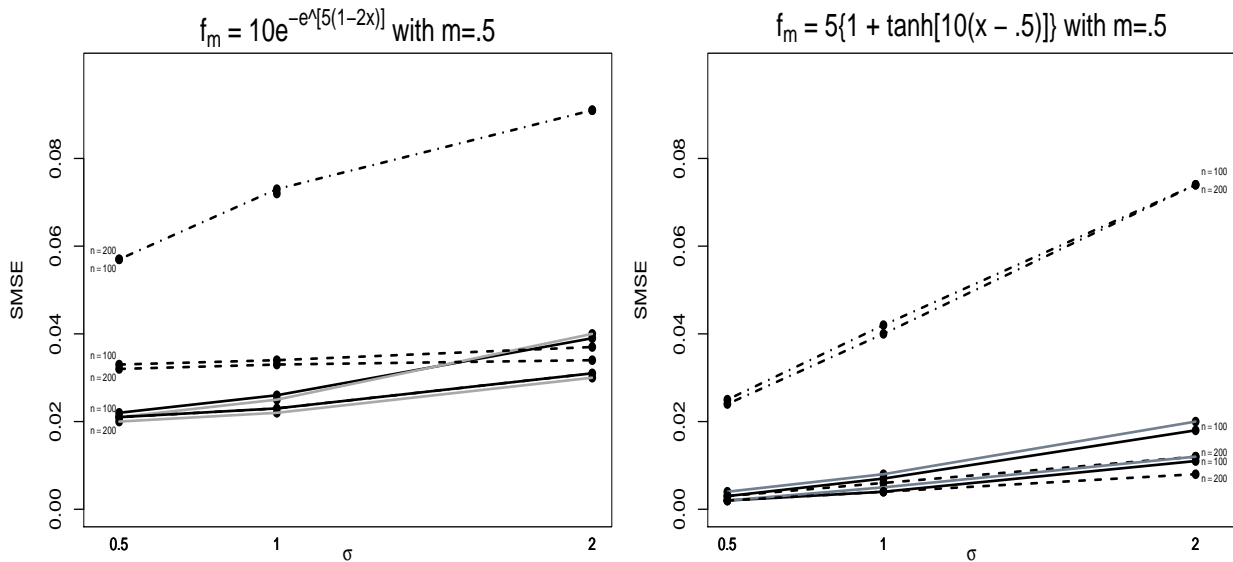 f_m = 10e^{-e^[5(1-2x)]} with m=.5
SMSE
0.00
0.02
0.04
0.06
0.08
n = 200
n = 100
n = 100
n = 200
n = 100
n = 200
0.5
1
2
σ
f_m = 5{1 + tanh[10(x − .5)]} with m=.5
SMSE
0.00
0.02
0.04
0.06
0.08
n = 100
n = 200
n = 100
n = 200
n = 100
n = 200
0.5
1
2
σ